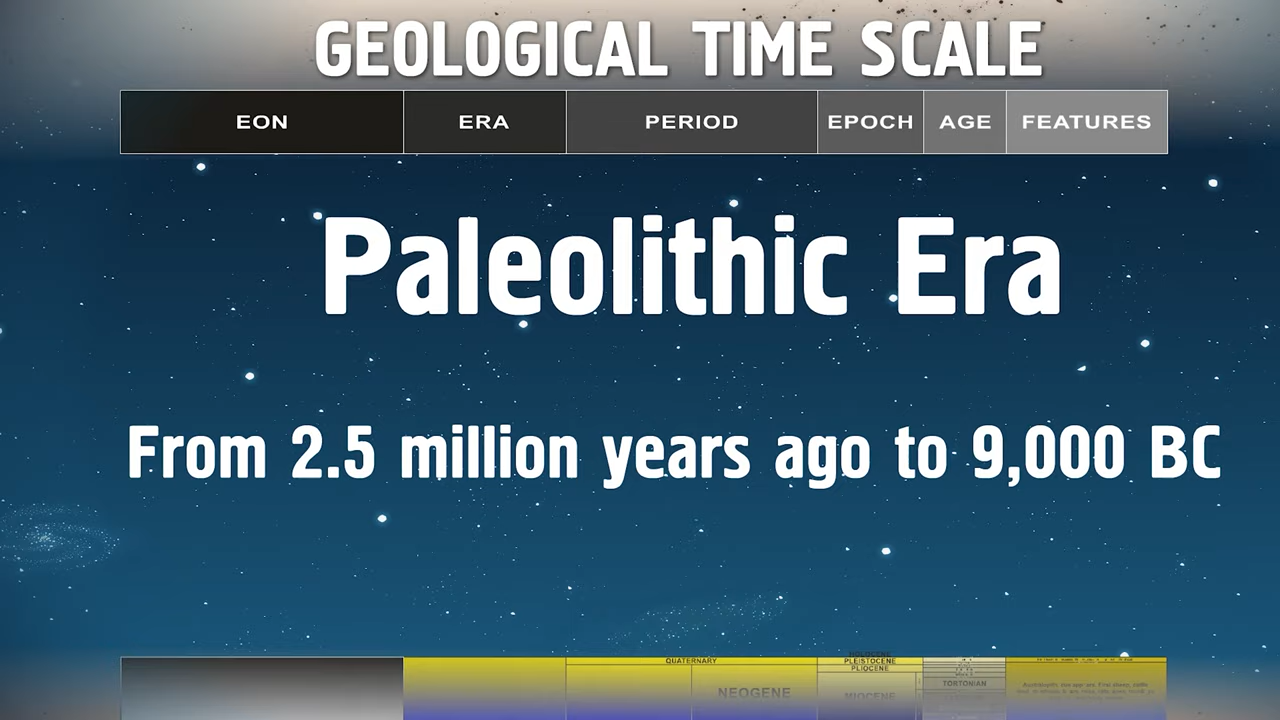 GEOLOGICAL TIME SCALE
EON ERA PERIOD EPOCH AGE FEATURES
Paleolithic Era
From 2.5 million years ago to 9,000 BC
HOLOCENE
QUATERNARY PLEISTOCENE
PLIOCENE
NEOGENE MIOCENE TORTONIAN